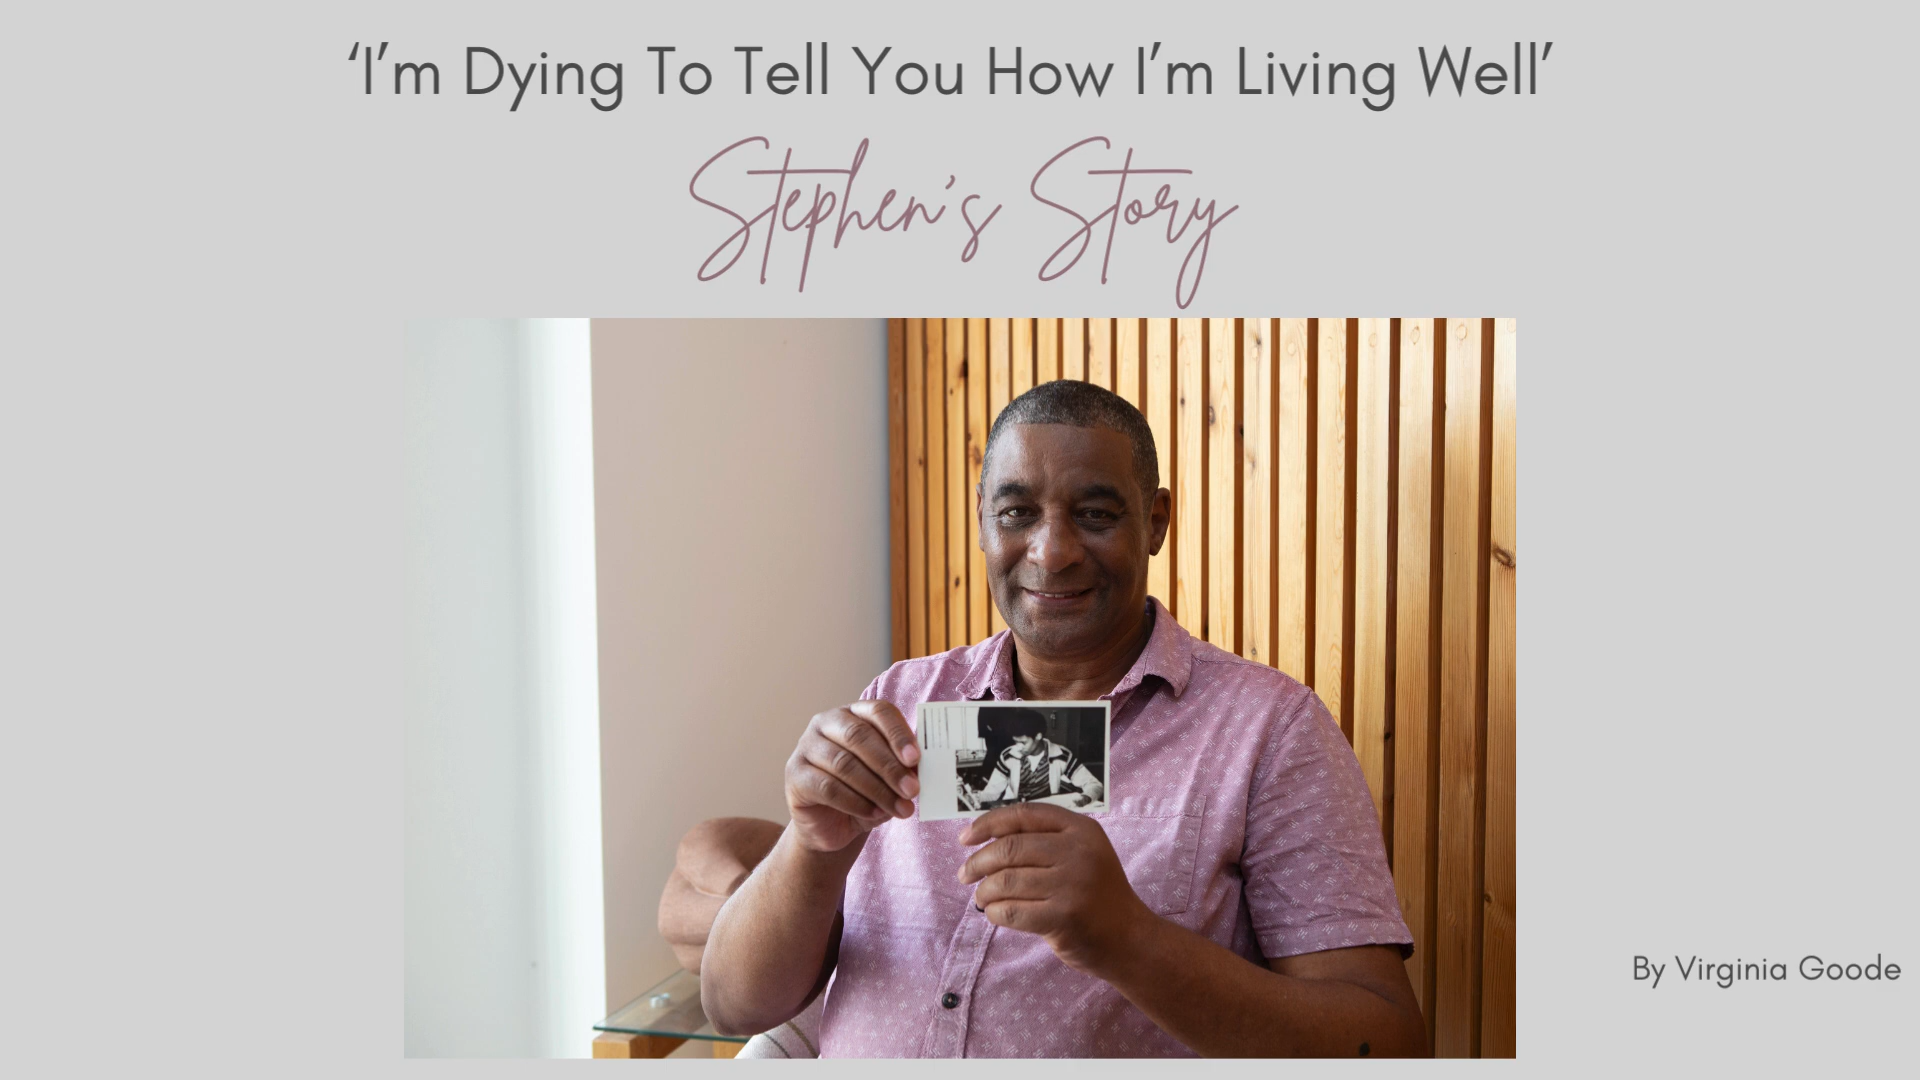 ‘I’m Dying To Tell You How I’m Living Well’
Stephen’s Story
By Virginia Goode